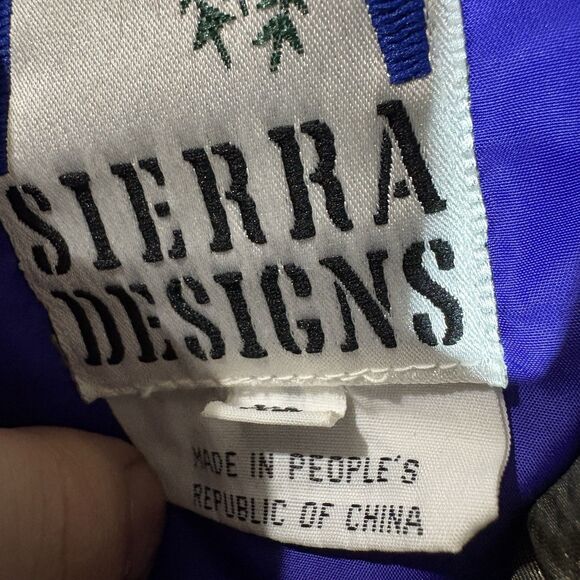 SIERRA
DESIGNS
MADE IN PEOPLE'S
REPUBLIC OF CHINA